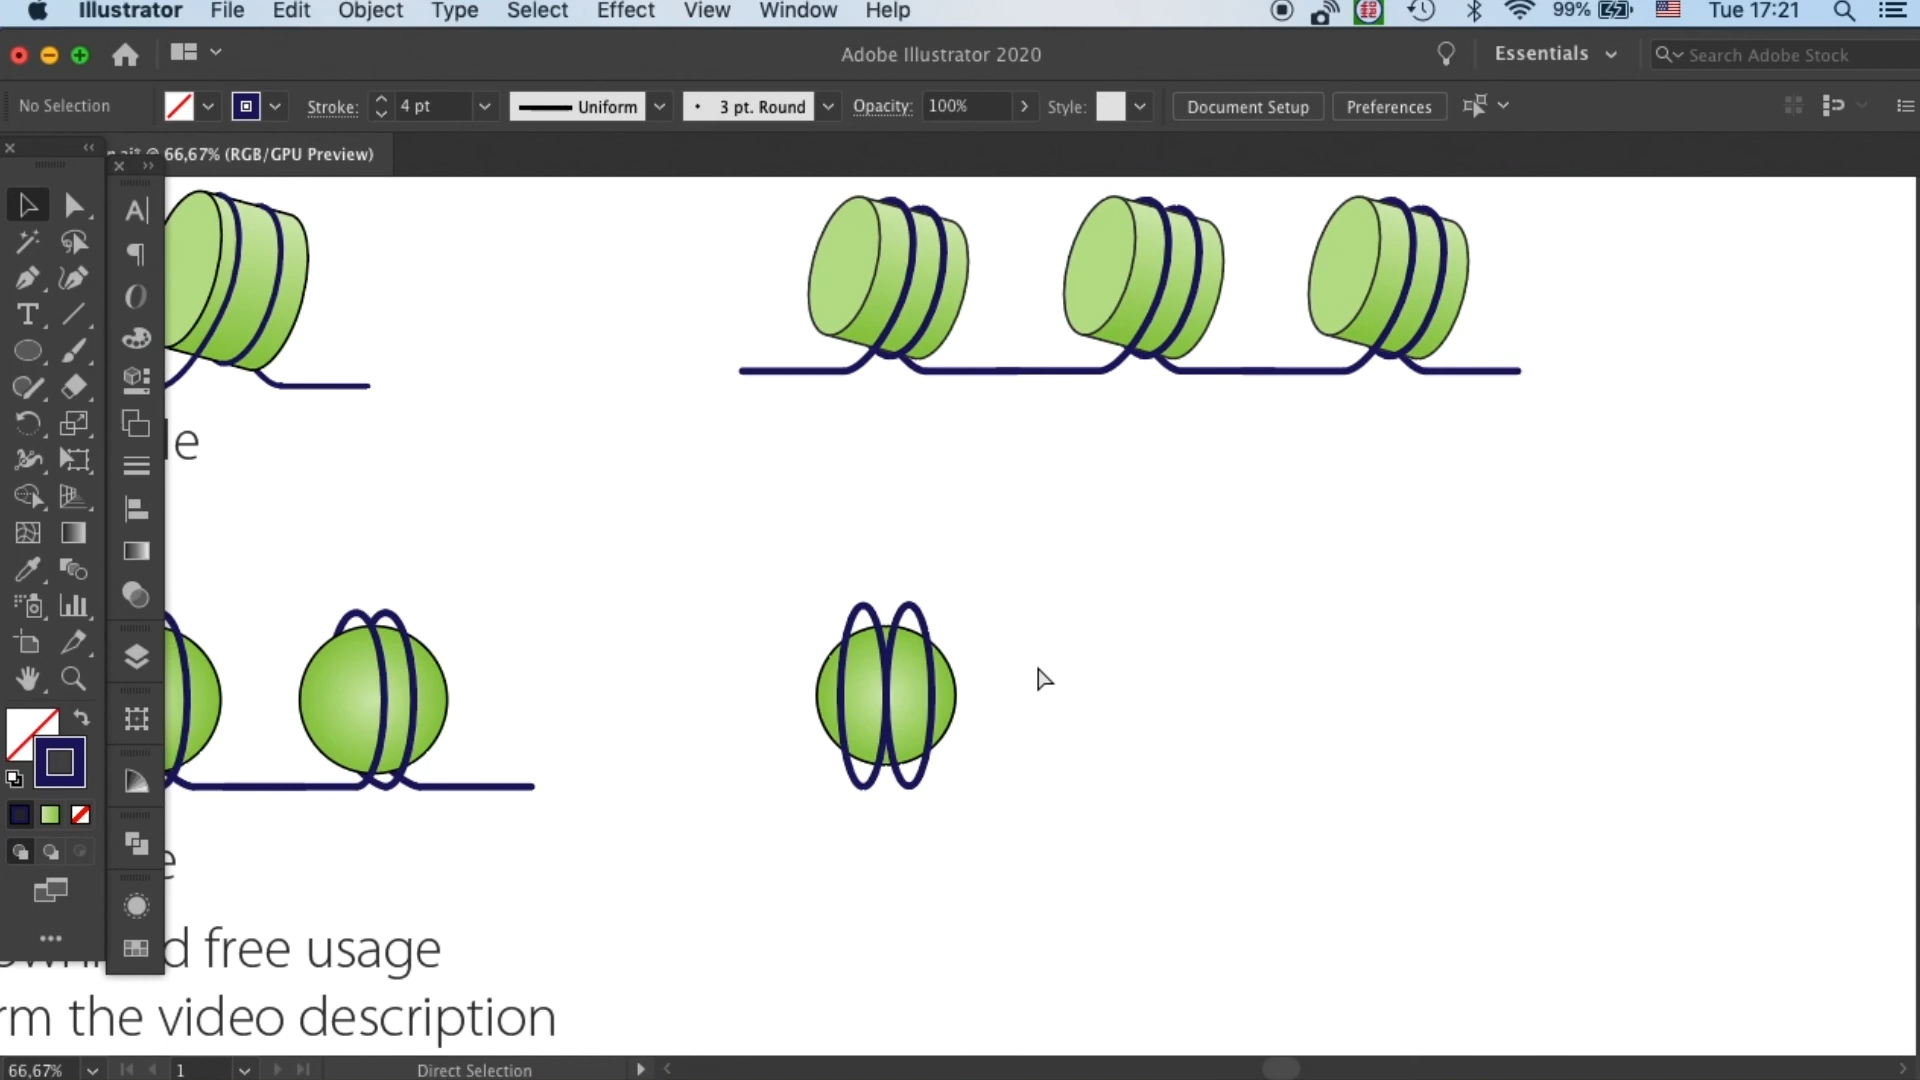 Illustrator File Edit Object Type Select Effect View Window Help 99% Tue 17:21
Adobe Illustrator 2020 Essentials Search Adobe Stock
No Selection Stroke: 4 pt Uniform 3 pt. Round Opacity: 100% Style: Document Setup Preferences
66,67% (RGB/GPU Preview)
le
e
d free usage
rm the video description
66,67% 1 Direct Selection